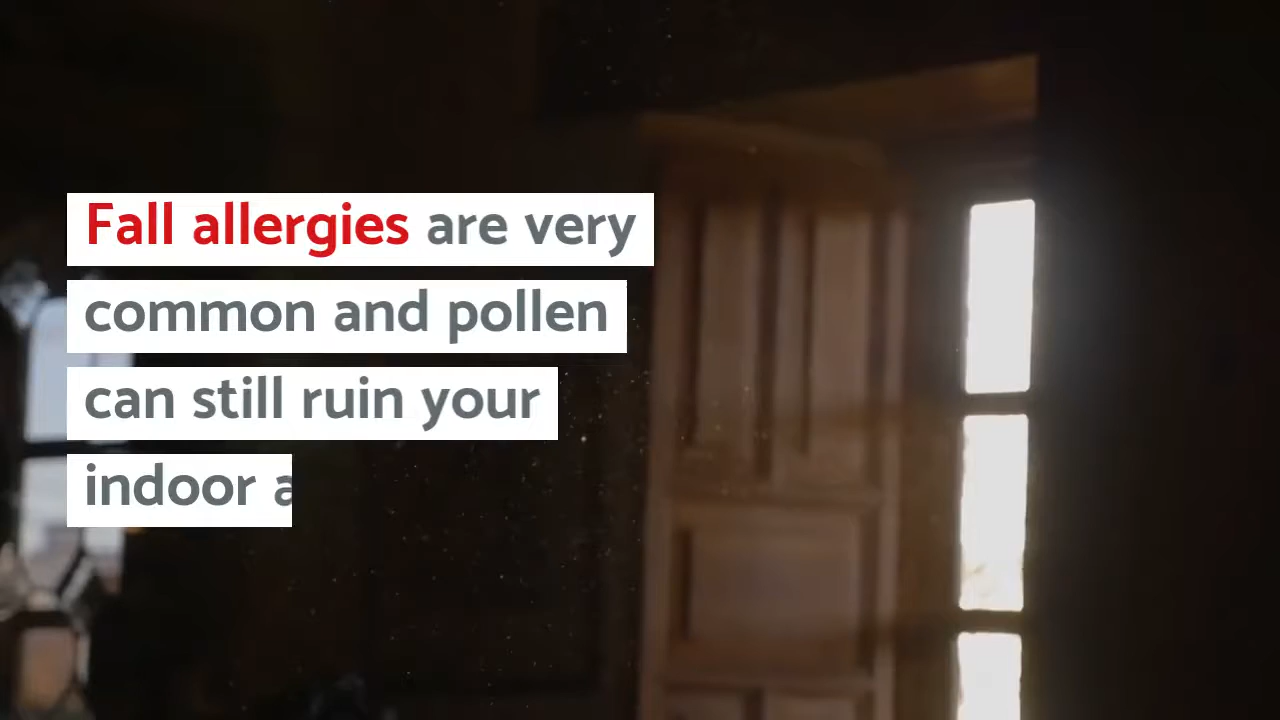 Fall allergies are very
common and pollen
can still ruin your
indoor a